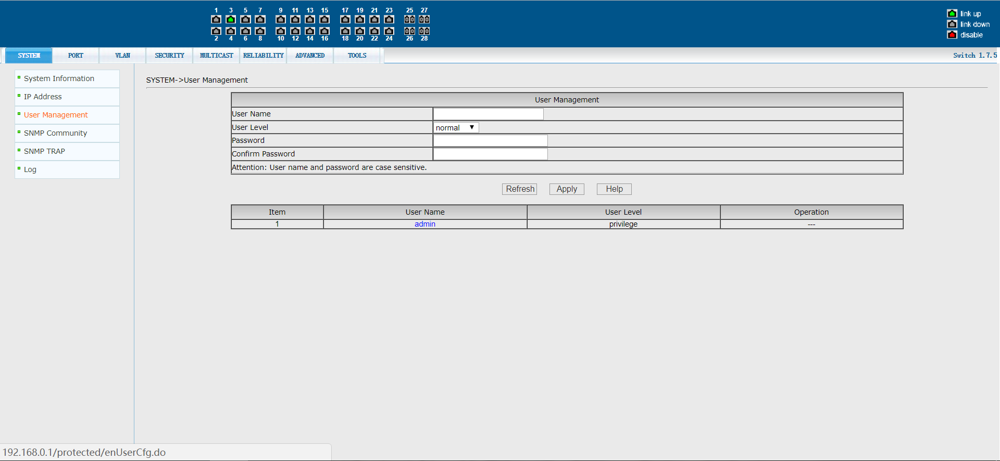 1 3 5 7 9 11 13 15 17 19 21 23 25 27
2 4 6 8 10 12 14 16 18 20 22 24 26 28
link up
link down
disable
SYSTEM PORT VLAN SECURITY MULTICAST RELIABILITY ADVANCED TOOLS Switch 1.7.5
System Information
IP Address
User Management
SNMP Community
SNMP TRAP
Log
SYSTEM->User Management
User Management
User Name
User Level normal
Password
Confirm Password
Attention: User name and password are case sensitive.
Refresh Apply Help
Item User Name User Level Operation
1 admin privilege ---
192.168.0.1/protected/enUserCfg.do